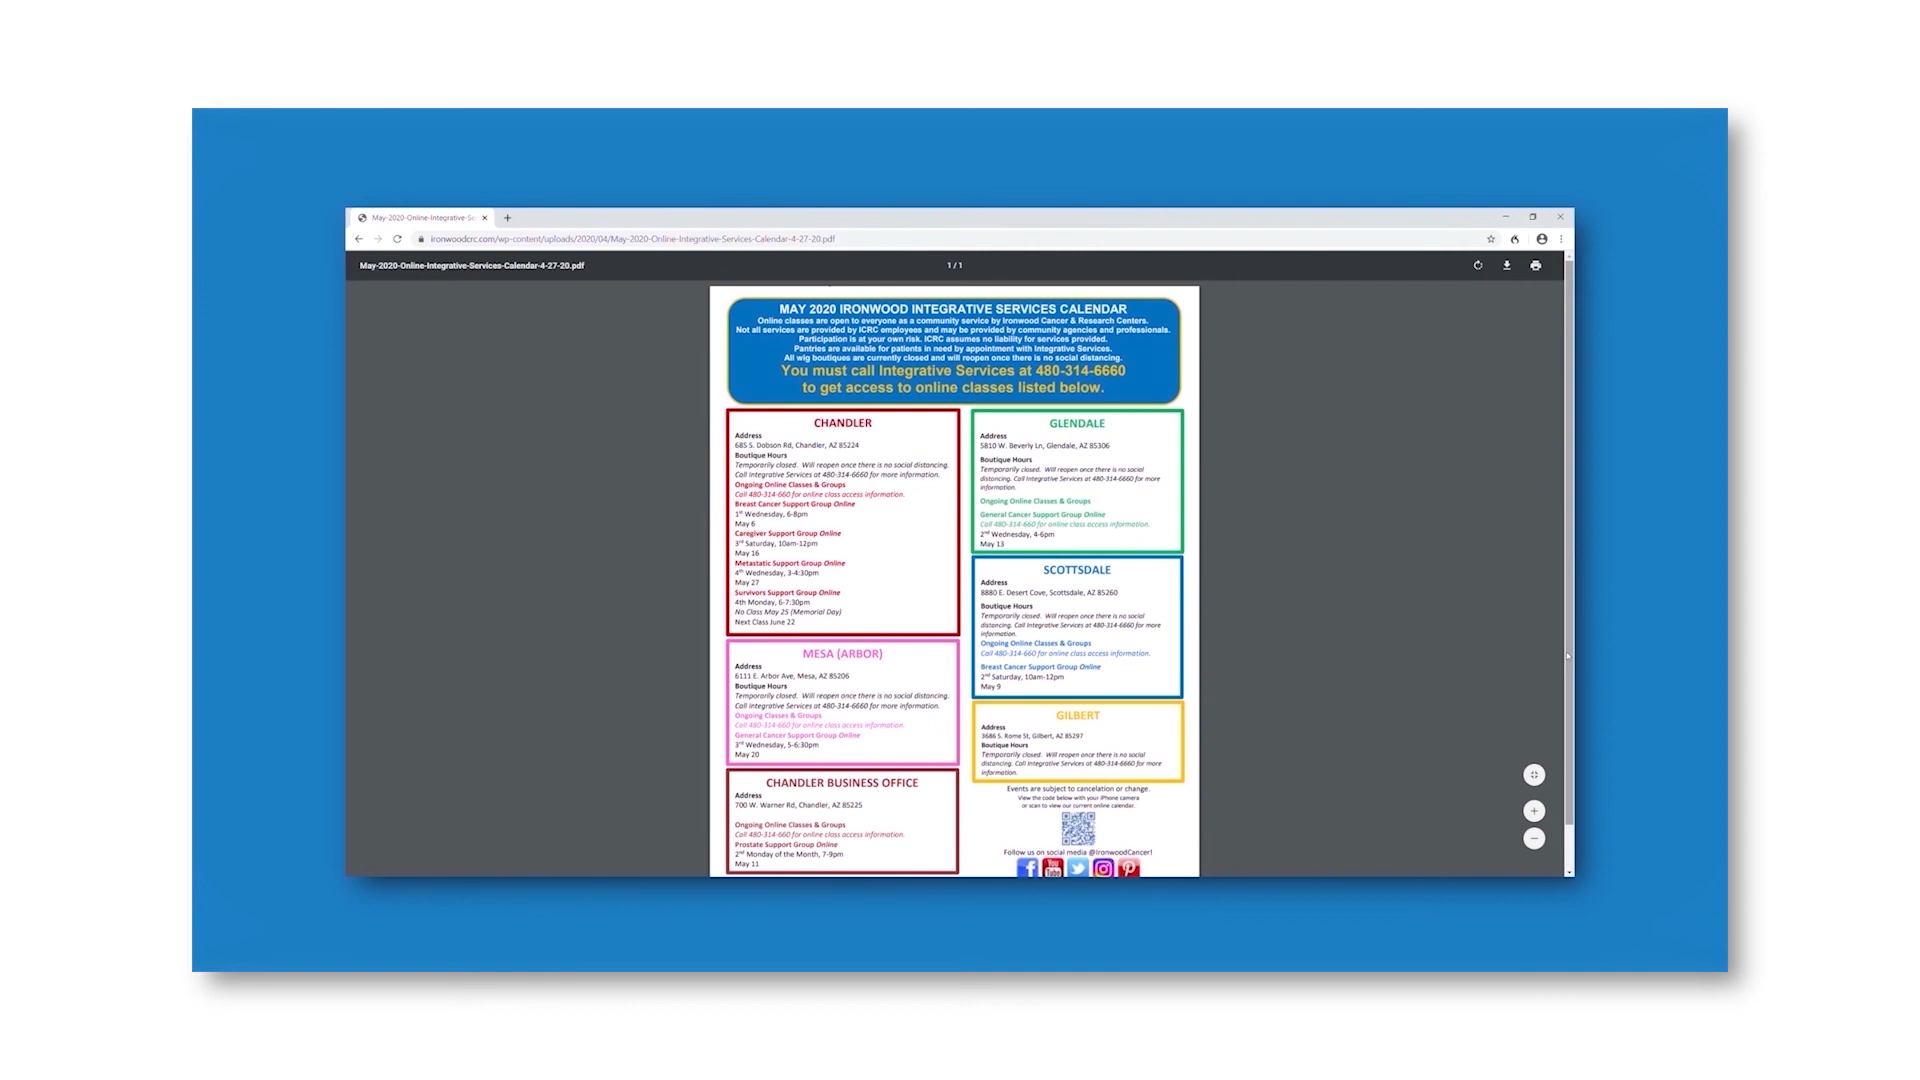 May-2020-Online-Integrative-Se
ironwoodcrc.com/wp-content/uploads/2020/04/May-2020-Online-Integrative-Services-Calendar-4-27-20.pdf
May-2020-Online-Integrative-Services-Calendar-4-27-20.pdf
1 / 1
MAY 2020 IRONWOOD INTEGRATIVE SERVICES CALENDAR
Online classes are open to everyone as a community service by Ironwood Cancer & Research Centers.
Not all services are provided by ICRC employees and may be provided by community agencies and professionals.
Participation is at your own risk. ICRC assumes no liability for services provided.
Pantries are available for patients in need by appointment with Integrative Services.
All wig boutiques are currently closed and will reopen once there is no social distancing.
You must call Integrative Services at 480-314-6660
to get access to online classes listed below.
CHANDLER
Address
685 S. Dobson Rd, Chandler, AZ 85224
Boutique Hours
Temporarily closed. Will reopen once there is no social distancing.
Call Integrative Services at 480-314-6660 for more information.
Ongoing Online Classes & Groups
Call 480-314-660 for online class access information.
Breast Cancer Support Group Online
1st Wednesday, 6-8pm
May 6
Caregiver Support Group Online
3rd Saturday, 10am-12pm
May 16
Metastatic Support Group Online
4th Wednesday, 3-4:30pm
May 27
Survivors Support Group Online
4th Monday, 6-7:30pm
No Class May 25 (Memorial Day)
Next Class June 22
MESA (ARBOR)
Address
6111 E. Arbor Ave, Mesa, AZ 85206
Boutique Hours
Temporarily closed. Will reopen once there is no social distancing.
Call Integrative Services at 480-314-6660 for more information.
Ongoing Classes & Groups
Call 480-314-660 for online class access information.
General Cancer Support Group Online
3rd Wednesday, 5-6:30pm
May 20
CHANDLER BUSINESS OFFICE
Address
700 W. Warner Rd, Chandler, AZ 85225
Ongoing Online Classes & Groups
Call 480-314-660 for online class access information.
Prostate Support Group Online
2nd Monday of the Month, 7-9pm
May 11
GLENDALE
Address
5810 W. Beverly Ln, Glendale, AZ 85306
Boutique Hours
Temporarily closed. Will reopen once there is no social
distancing. Call Integrative Services at 480-314-6660 for more
information.
Ongoing Online Classes & Groups
General Cancer Support Group Online
Call 480-314-660 for online class access information.
2nd Wednesday, 4-6pm
May 13
SCOTTSDALE
Address
8880 E. Desert Cove, Scottsdale, AZ 85260
Boutique Hours
Temporarily closed. Will reopen once there is no social
distancing. Call Integrative Services at 480-314-6660 for more
information.
Ongoing Online Classes & Groups
Call 480-314-660 for online class access information.
Breast Cancer Support Group Online
2nd Saturday, 10am-12pm
May 9
GILBERT
Address
3686 S. Rome St, Gilbert, AZ 85297
Boutique Hours
Temporarily closed. Will reopen once there is no social
distancing. Call Integrative Services at 480-314-6660 for more
information.
Events are subject to cancelation or change.
View the code below with your iPhone camera
or scan to view our current online calendar.
Follow us on social media @IronwoodCancer!
You
Tube